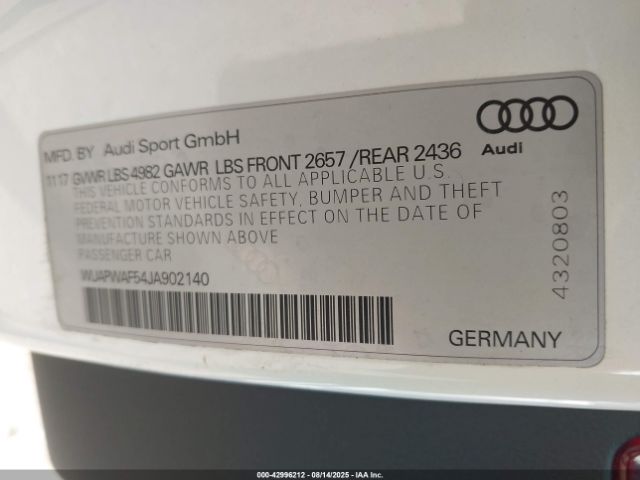 MFD. BY Audi Sport GmbH
Audi
11 17 GVWR LBS 4982 GAWR LBS FRONT 2657 /REAR 2436
THIS VEHICLE CONFORMS TO ALL APPLICABLE U.S.
FEDERAL MOTOR VEHICLE SAFETY, BUMPER AND THEFT
PREVENTION STANDARDS IN EFFECT ON THE DATE OF
MANUFACTURE SHOWN ABOVE
PASSENGER CAR
WUAPWAF54JA902140
4320803
GERMANY
000-42996212 - 08/14/2025 - IAA Inc.